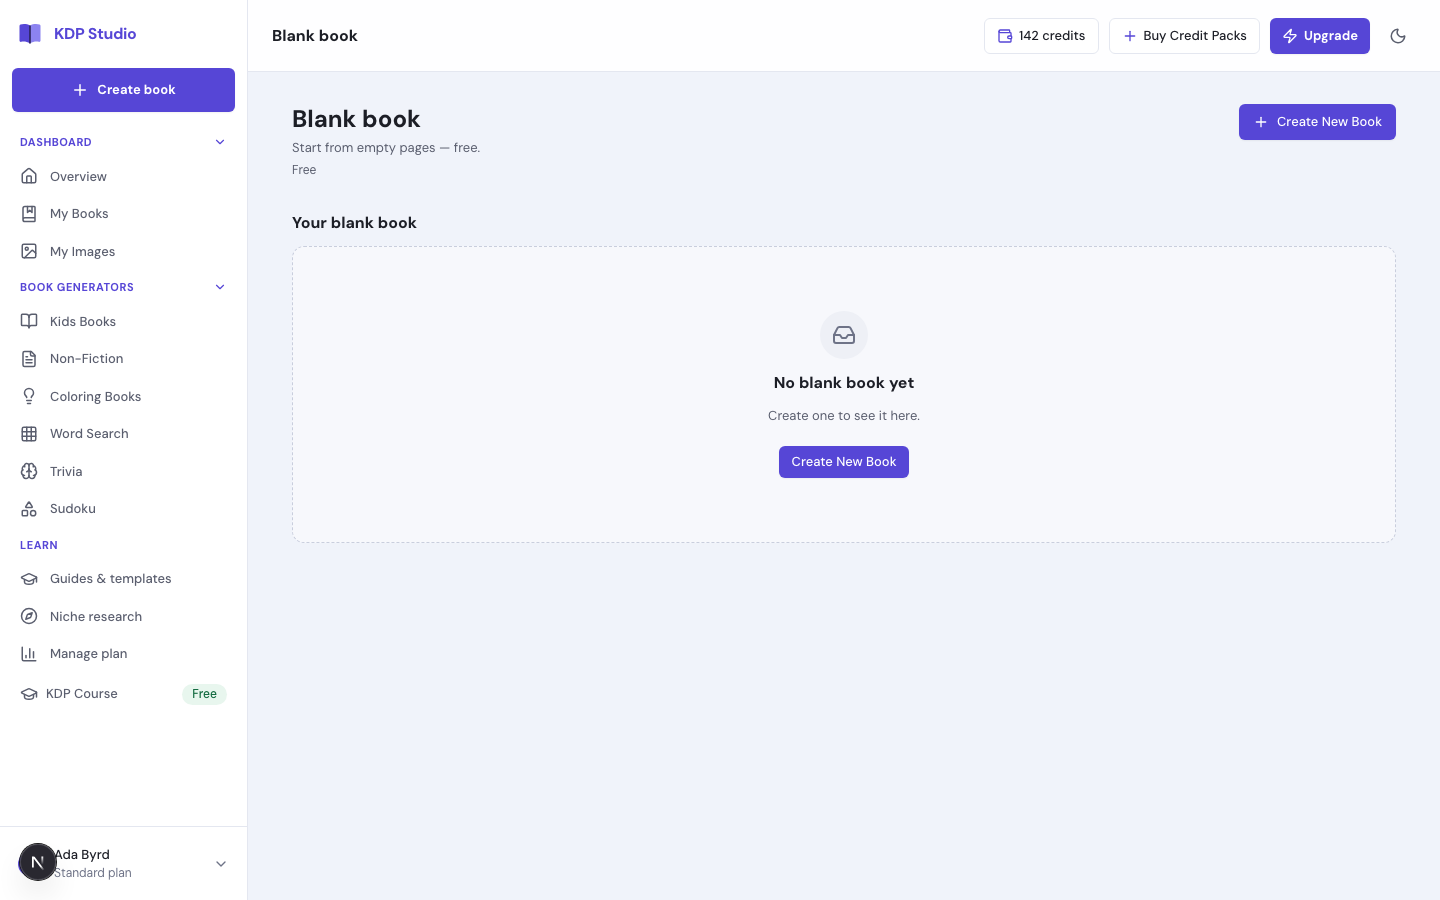 KDP Studio
Create book
DASHBOARD
Overview
My Books
My Images
BOOK GENERATORS
Kids Books
Non-Fiction
Coloring Books
Word Search
Trivia
Sudoku
LEARN
Guides & templates
Niche research
Manage plan
KDP Course Free
N
Ada Byrd
Standard plan
Blank book
142 credits
Buy Credit Packs
Upgrade
Blank book
Start from empty pages — free.
Free
Create New Book
Your blank book
No blank book yet
Create one to see it here.
Create New Book